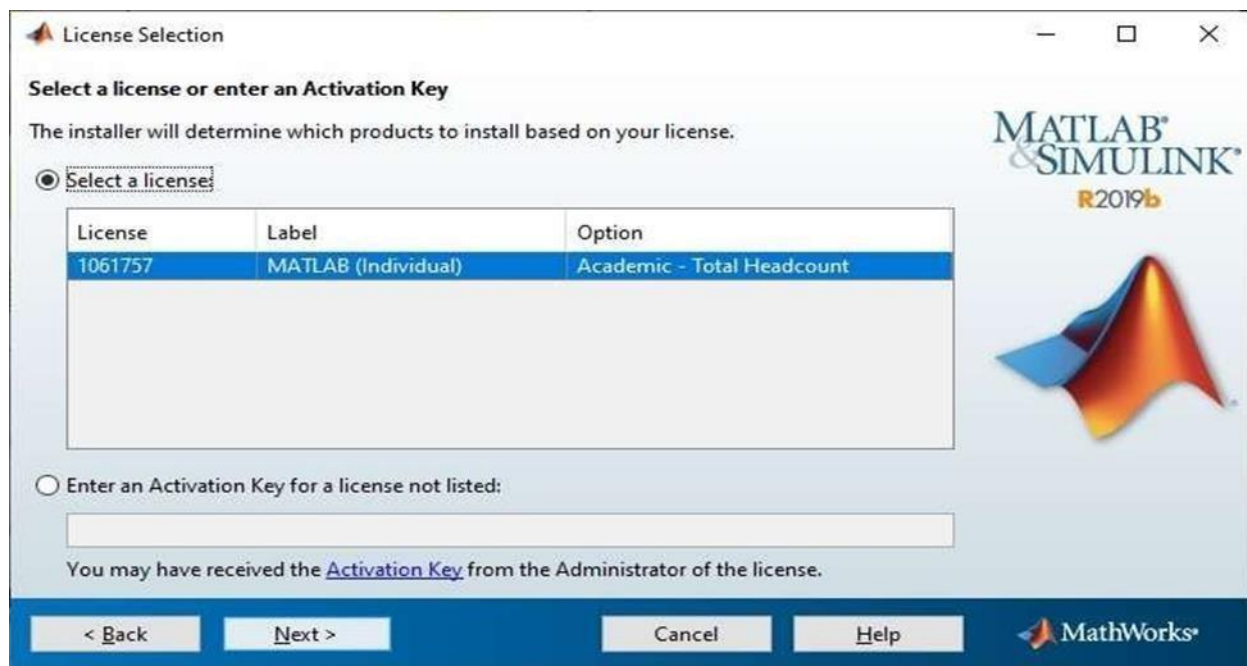 License Selection
Select a license or enter an Activation Key
The installer will determine which products to install based on your license.
MATLAB®
&SIMULINK®
R2019b
Select a license:
License Label Option
1061757 MATLAB (Individual) Academic - Total Headcount
Enter an Activation Key for a license not listed:
You may have received the Activation Key from the Administrator of the license.
< Back Next > Cancel Help MathWorks®